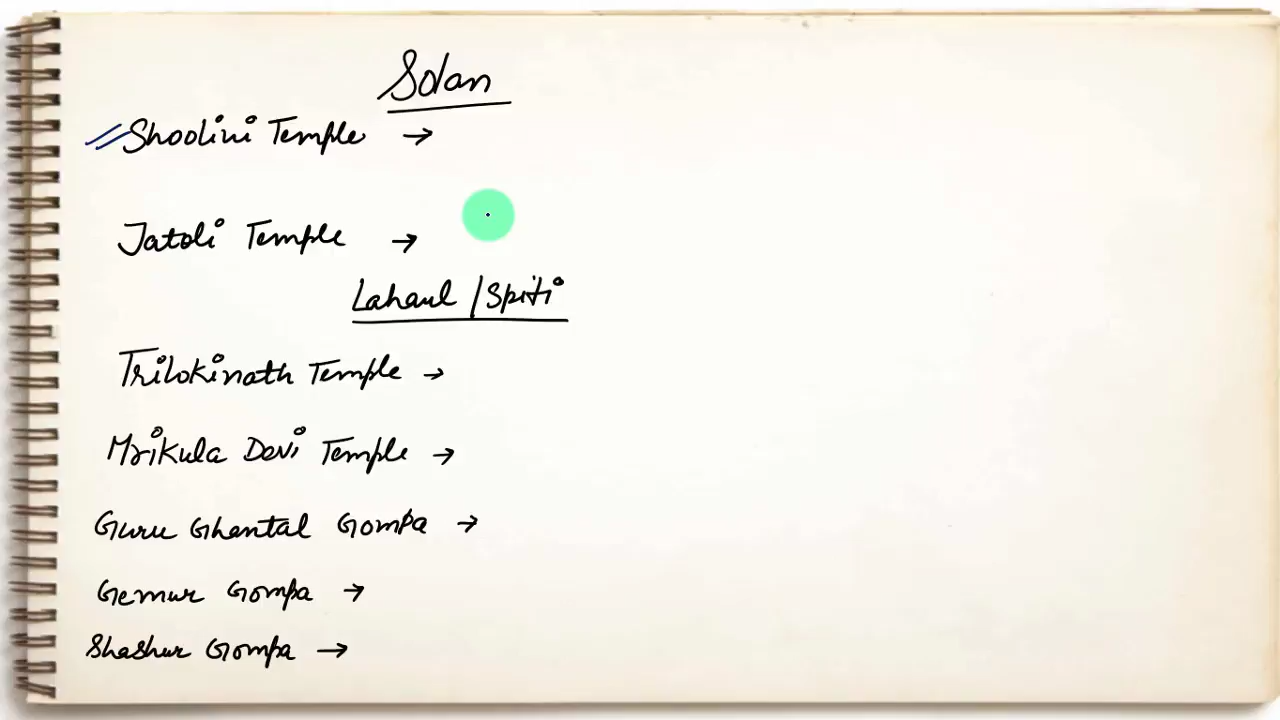 Solan
Shoolini Temple →
Jatoli Temple →
Lahaul / Spiti
Trilokinath Temple →
Mrikula Devi Temple →
Guru Ghantal Gompa →
Gemur Gompa →
Shashur Gompa →